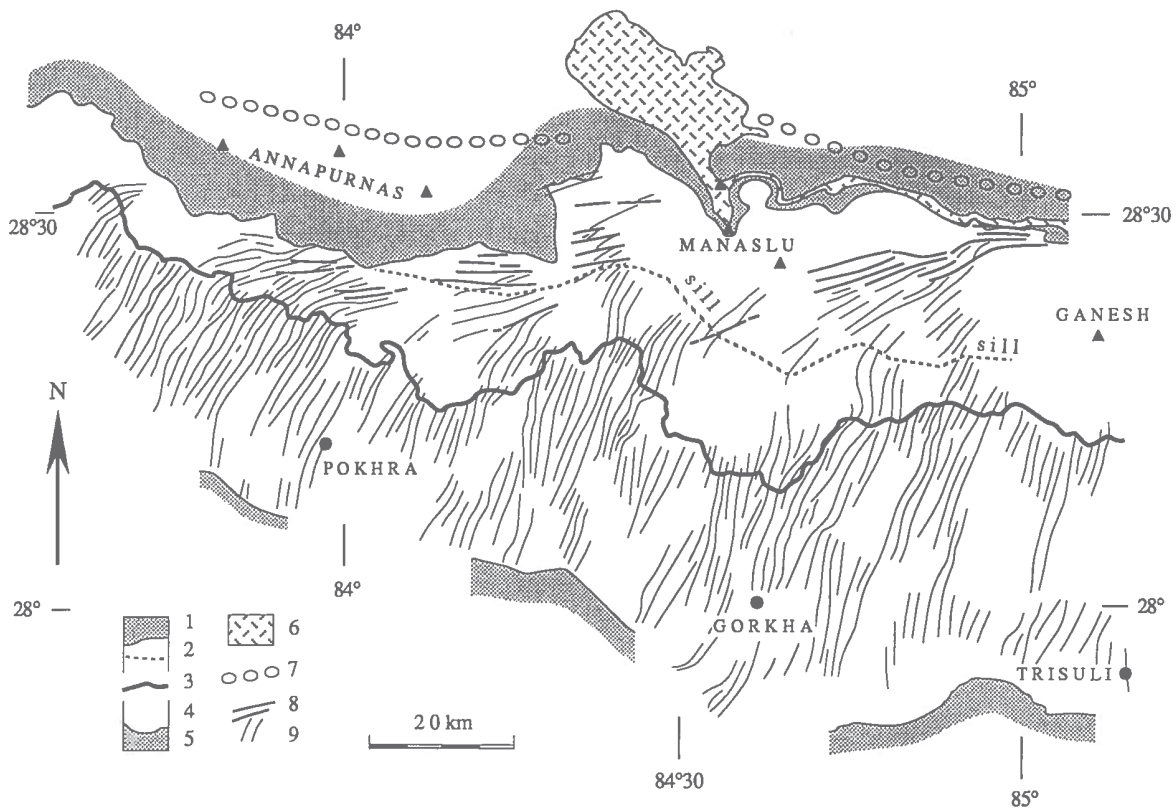 84°
85°
ANNAPURNAS
28°30
28°30
MANASLU
sill
GANESH
sill
N
POKHRA
84°
28°
28°
1
2
3
4
5
6
7
8
9
GORKHA
TRISULI
20 km
84°30
85°